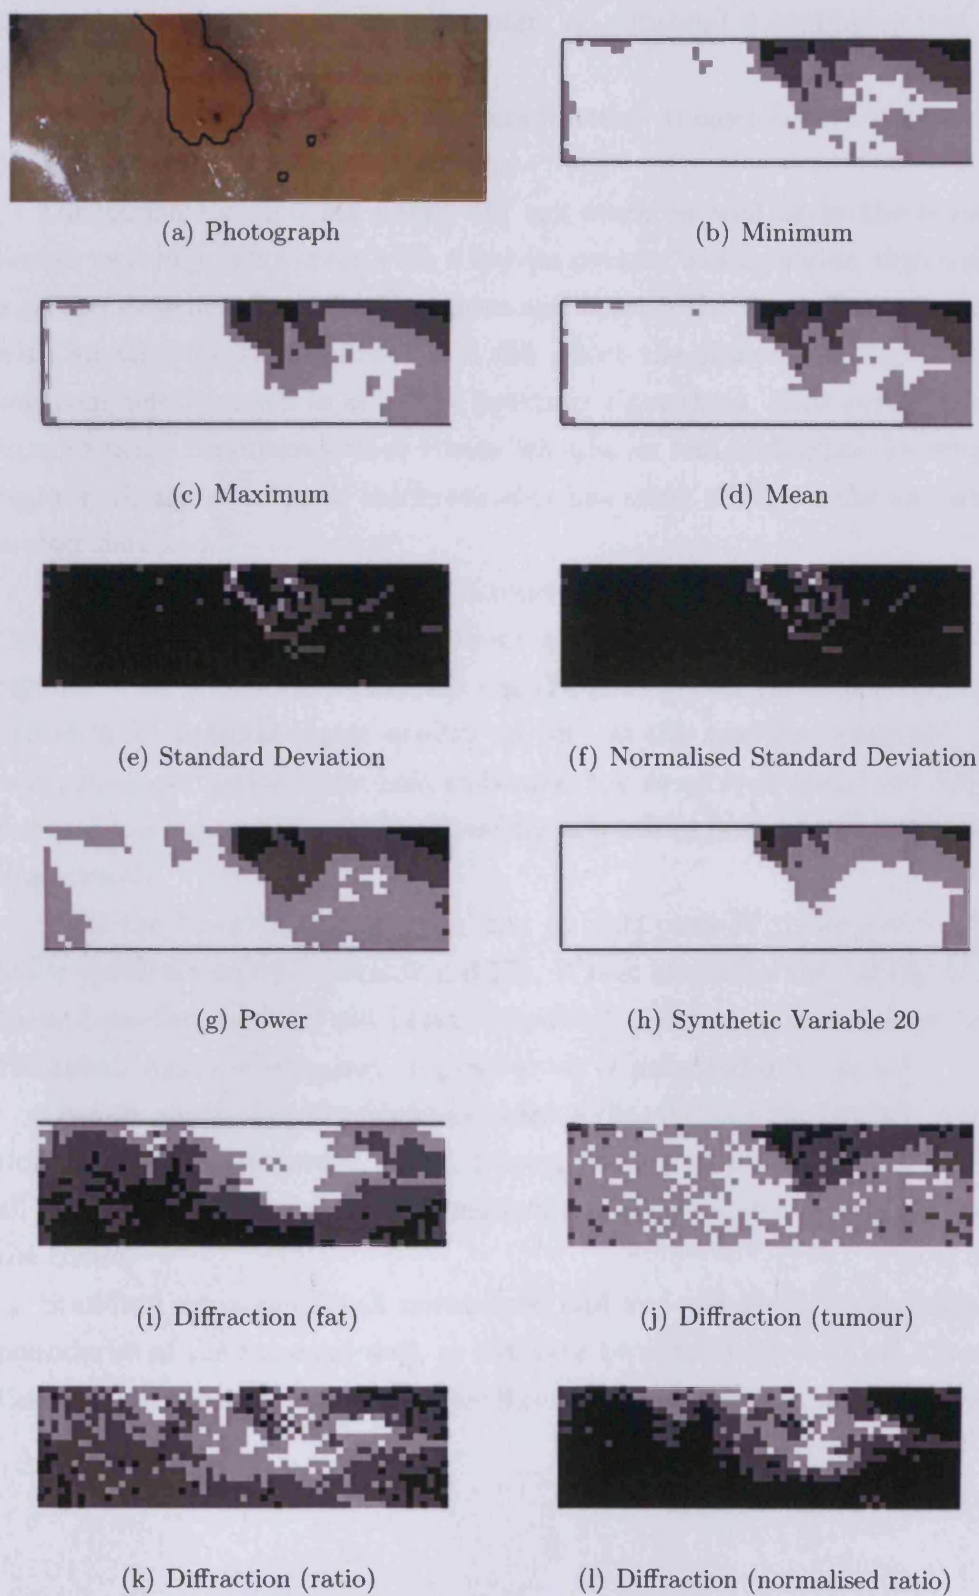 (a) Photograph
(b) Minimum
(c) Maximum
(d) Mean
(e) Standard Deviation
(f) Normalised Standard Deviation
(g) Power
(h) Synthetic Variable 20
(i) Diffraction (fat)
(j) Diffraction (tumour)
(k) Diffraction (ratio)
(l) Diffraction (normalised ratio)